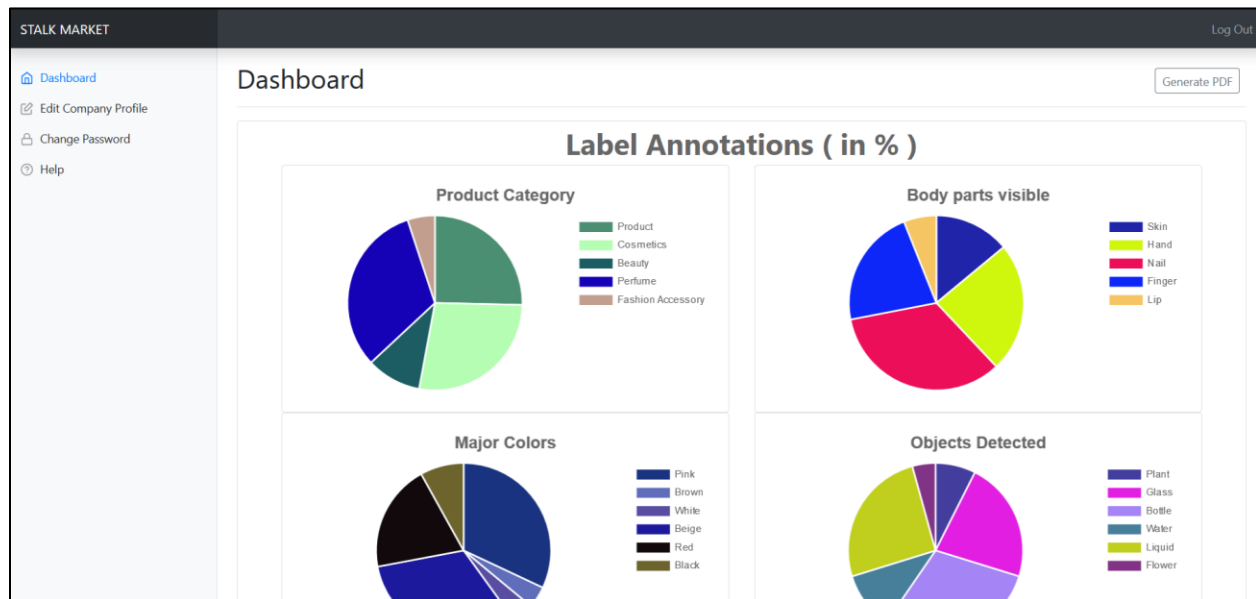 STALK MARKET
Log Out
Dashboard
Edit Company Profile
Change Password
Help
Dashboard
Generate PDF
Label Annotations ( in % )
Product Category
Product
Cosmetics
Beauty
Perfume
Fashion Accessory
Body parts visible
Skin
Hand
Nail
Finger
Lip
Major Colors
Pink
Brown
White
Beige
Red
Black
Objects Detected
Plant
Glass
Bottle
Water
Liquid
Flower